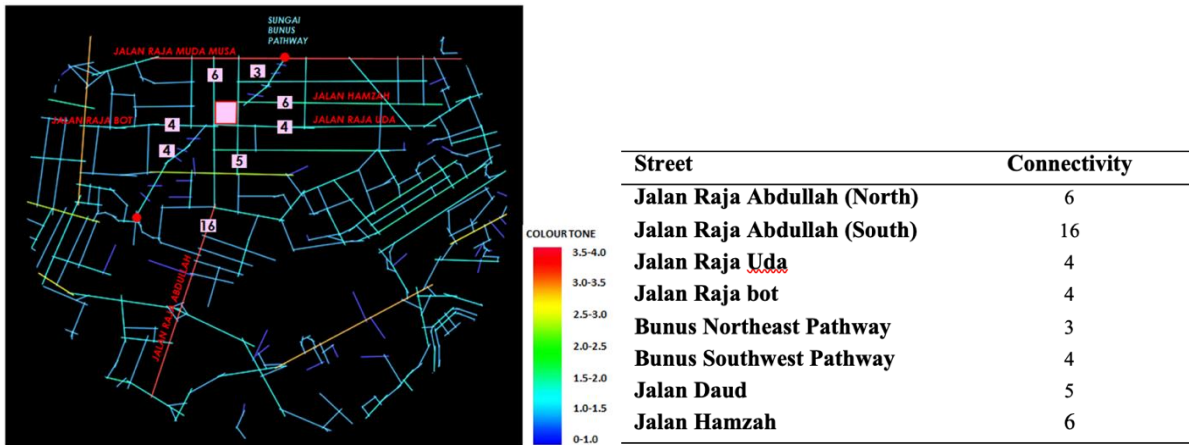 SUNGAI
BUNUS
PATHWAY
JALAN RAJA MUDA MUSA
6
3
6
JALAN HAMZAH
JALAN RAJA BOT
4
4
JALAN RAJA UDA
4
5
16
JALAN RAJA ABDULLAH
COLOUR TONE
3.5-4.0
3.0-3.5
2.5-3.0
2.0-2.5
1.5-2.0
1.0-1.5
0-1.0
Street Connectivity
Jalan Raja Abdullah (North) 6
Jalan Raja Abdullah (South) 16
Jalan Raja Uda 4
Jalan Raja bot 4
Bunus Northeast Pathway 3
Bunus Southwest Pathway 4
Jalan Daud 5
Jalan Hamzah 6